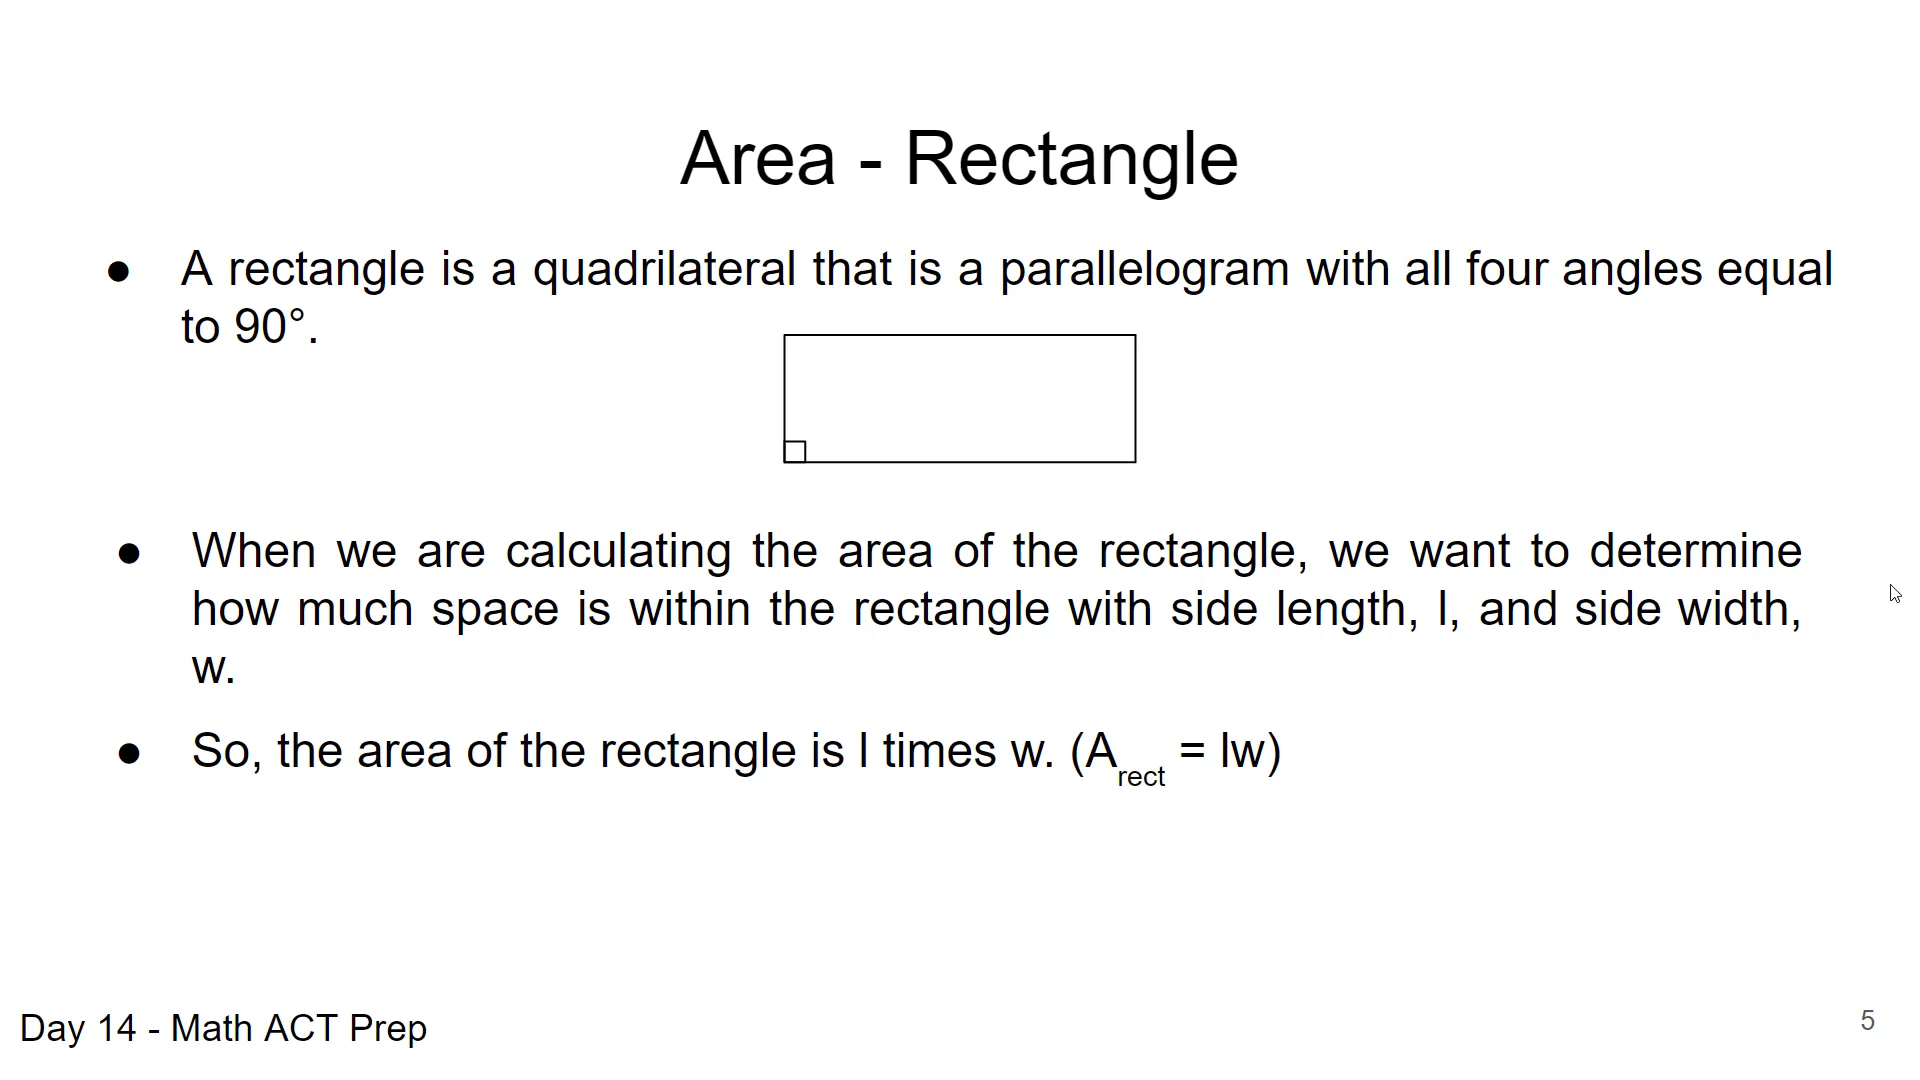 Area - Rectangle
● A rectangle is a quadrilateral that is a parallelogram with all four angles equal
to 90°.
● When we are calculating the area of the rectangle, we want to determine
how much space is within the rectangle with side length, l, and side width,
w.
● So, the area of the rectangle is l times w. (A_rect = lw)
Day 14 - Math ACT Prep
5